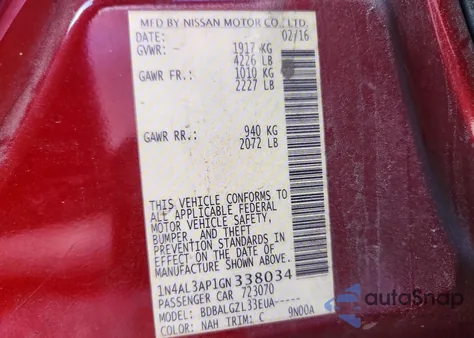 MFD BY NISSAN MOTOR CO., LTD.
DATE: 02/16
GVWR: 1917 KG
4226 LB
GAWR FR.: 1010 KG
2227 LB
GAWR RR.: 940 KG
2072 LB
THIS VEHICLE CONFORMS TO
ALL APPLICABLE FEDERAL
MOTOR VEHICLE SAFETY,
BUMPER, AND THEFT
PREVENTION STANDARDS IN
EFFECT ON THE DATE OF
MANUFACTURE SHOWN ABOVE.
1N4AL3AP1GN338034
PASSENGER CAR 723070
MODEL: BDBALGZL33EUA-----
COLOR: NAH TRIM: C 9N00A
autoSnap